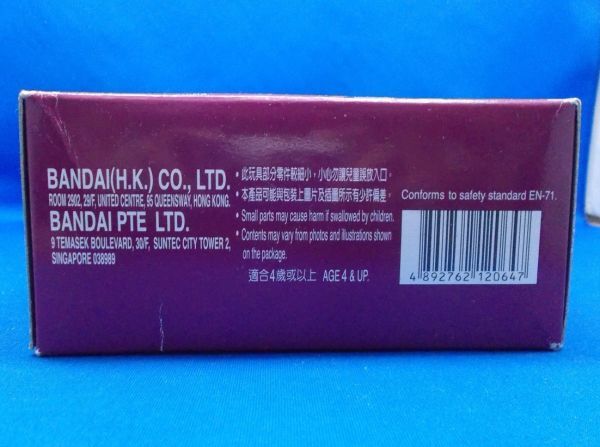 BANDAI(H.K.) CO., LTD.
ROOM 2902, 29/F, UNITED CENTRE, 95 QUEENSWAY, HONG KONG.
BANDAI PTE LTD.
9 TEMASEK BOULEVARD, 30/F, SUNTEC CITY TOWER 2,
SINGAPORE 038989
• 此玩具部分零件較細小，小心勿讓兒童誤放入口。
• 本產品可能與包裝上圖片及插圖所示有少許偏差。
• Small parts may cause harm if swallowed by children.
• Contents may vary from photos and illustrations shown
on the package.
適合4歲或以上 AGE 4 & UP.
Conforms to safety standard EN-71.
4 892762 120647